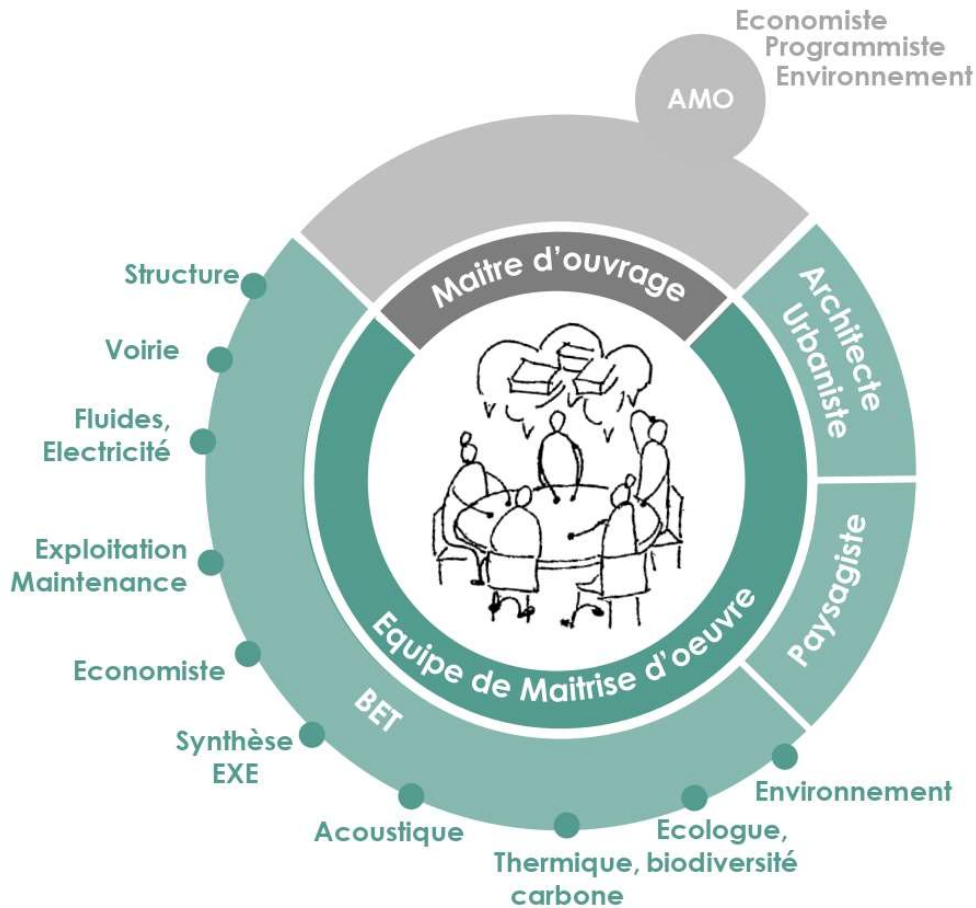 Economiste
Programmiste
Environnement
AMO
Maitre d'ouvrage
Architecte
Urbaniste
Paysagiste
Equipe de Maitrise d'oeuvre
BET
Structure
Voirie
Fluides,
Electricité
Exploitation
Maintenance
Economiste
Synthèse
EXE
Acoustique
Thermique,
carbone
Ecologue,
biodiversité
Environnement